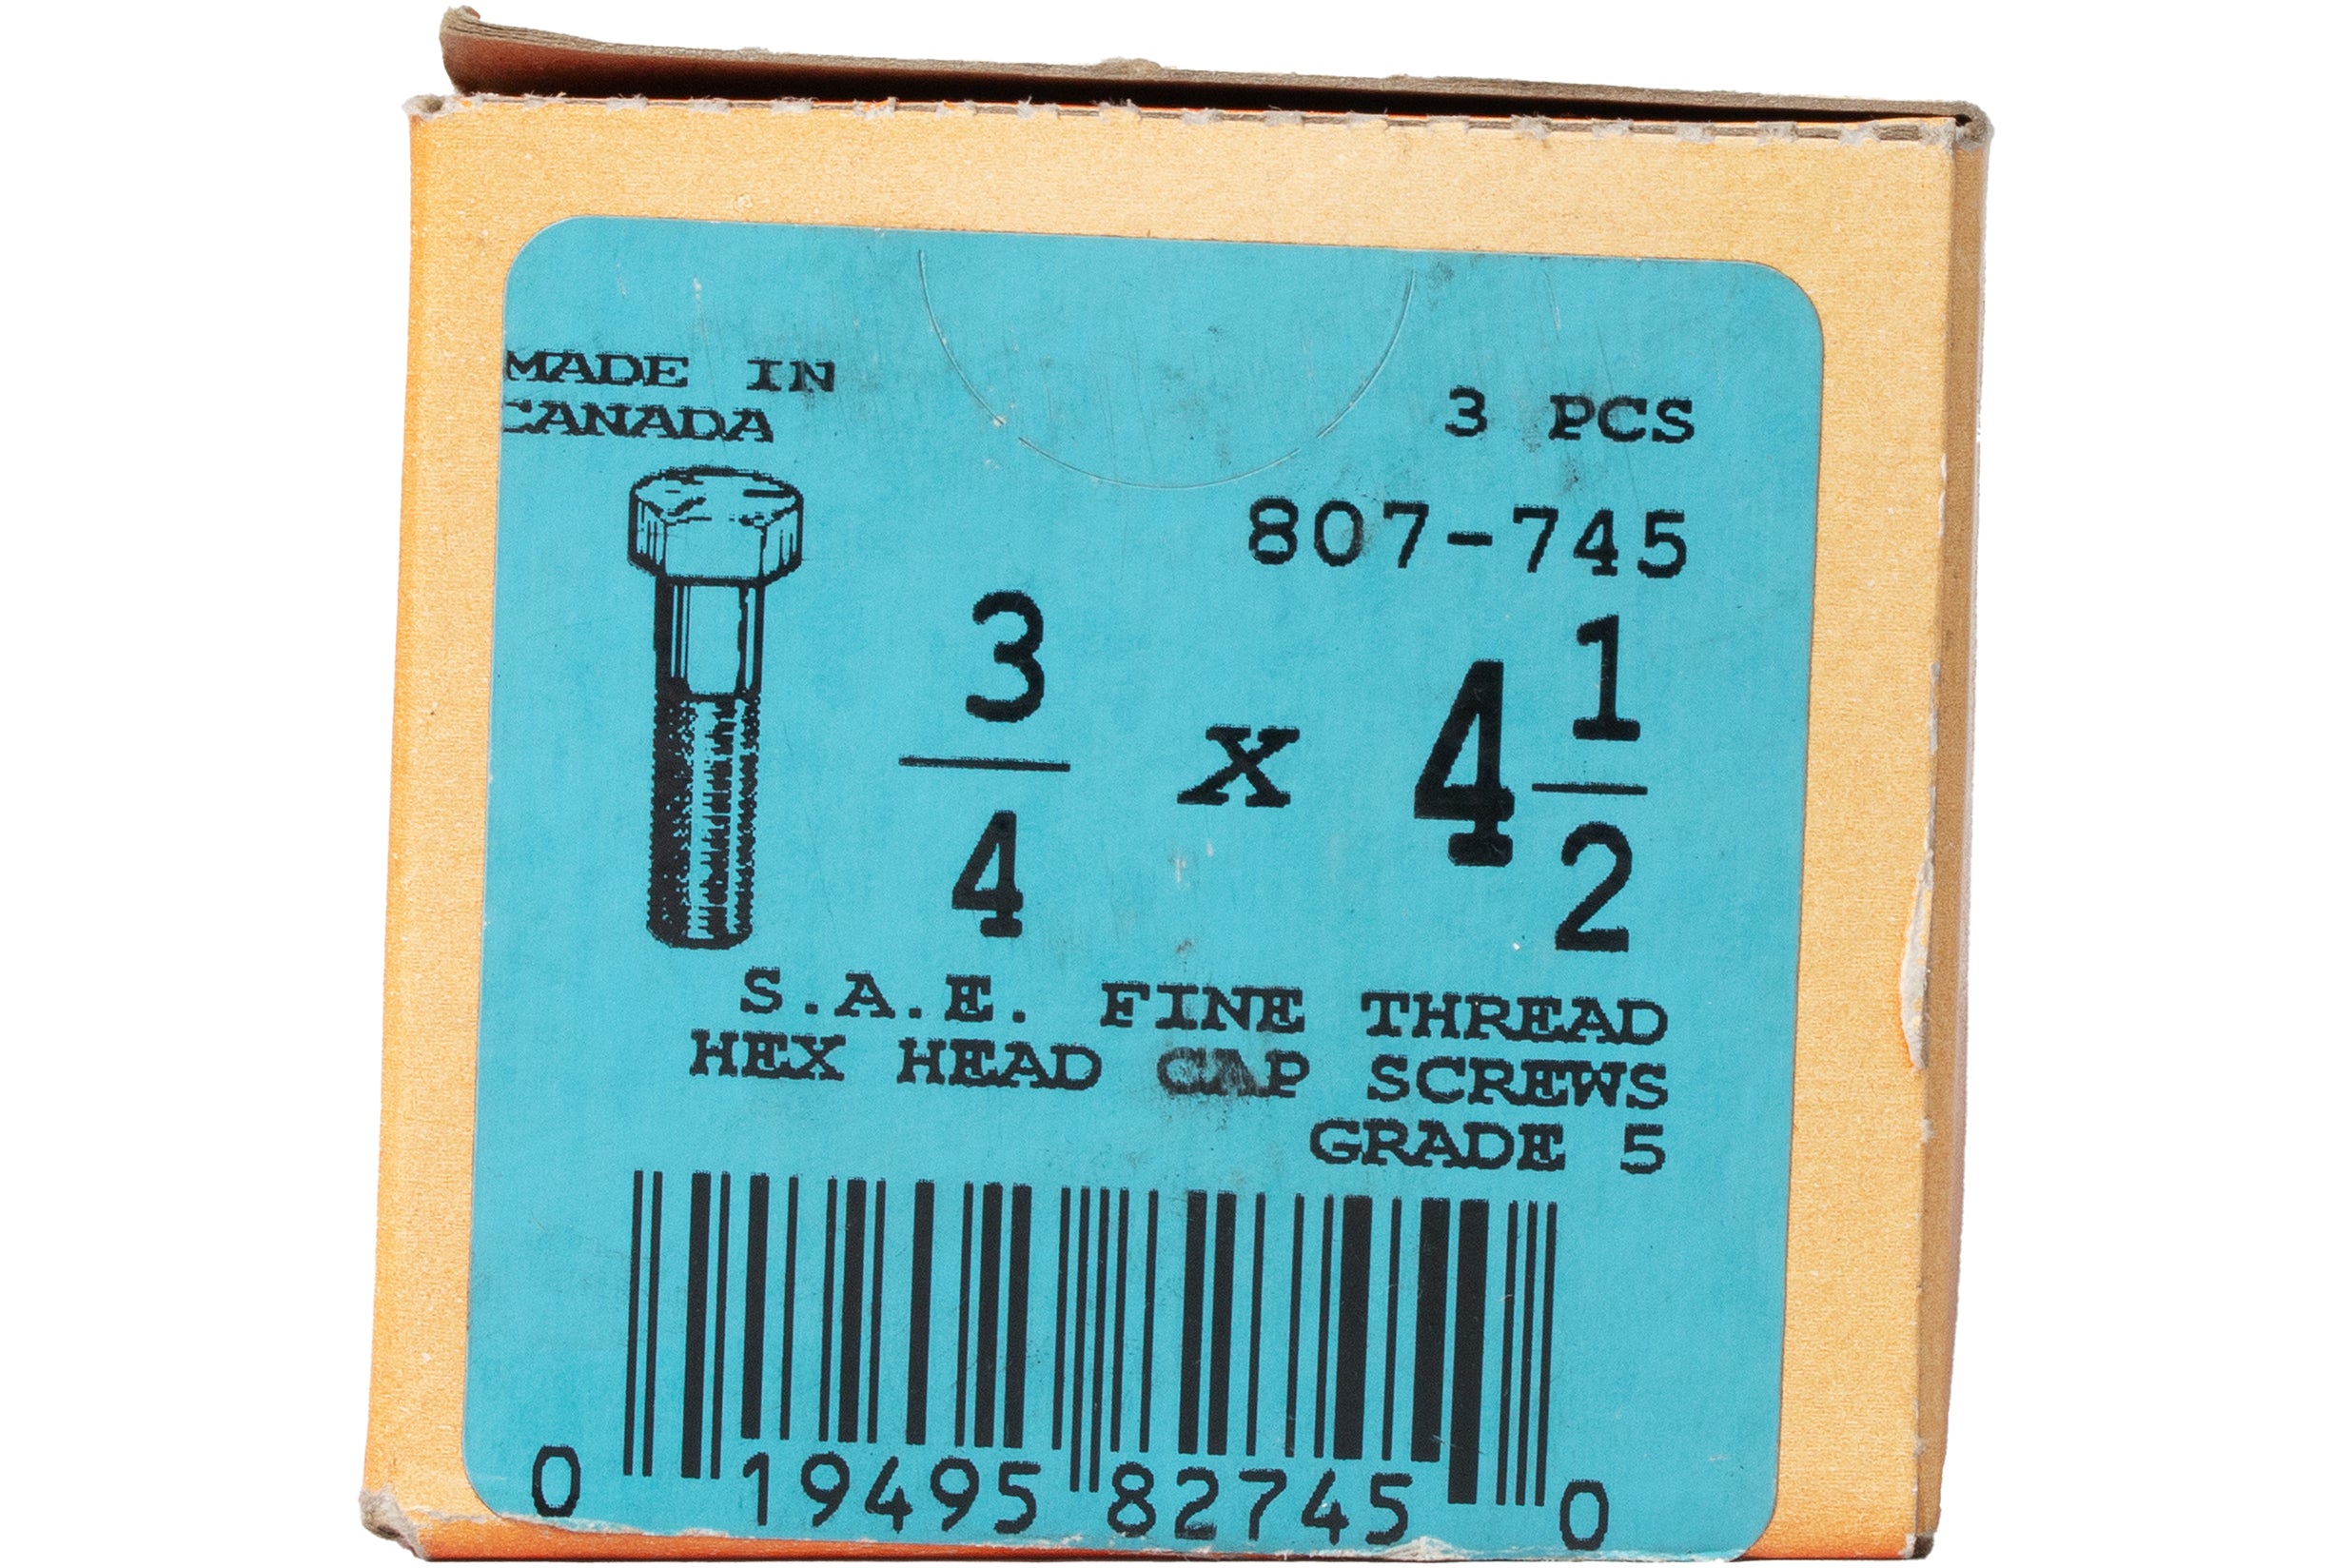 MADE IN
CANADA
3 PCS
807-745
3/4 x 4 1/2
S.A.E. FINE THREAD
HEX HEAD CAP SCREWS
GRADE 5
0 19495 82745 0